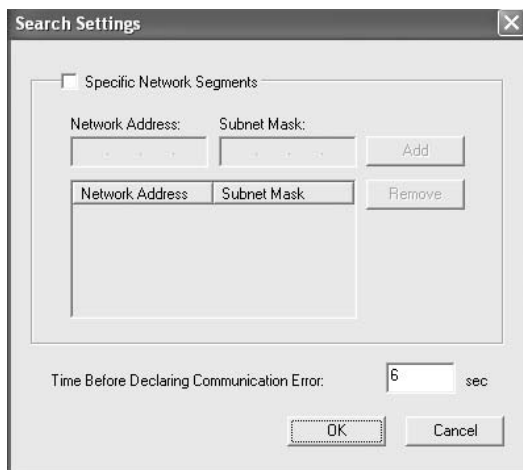 Search Settings
Specific Network Segments
Network Address: Subnet Mask:
Add
Network Address Subnet Mask
Remove
Time Before Declaring Communication Error: 6 sec
OK Cancel